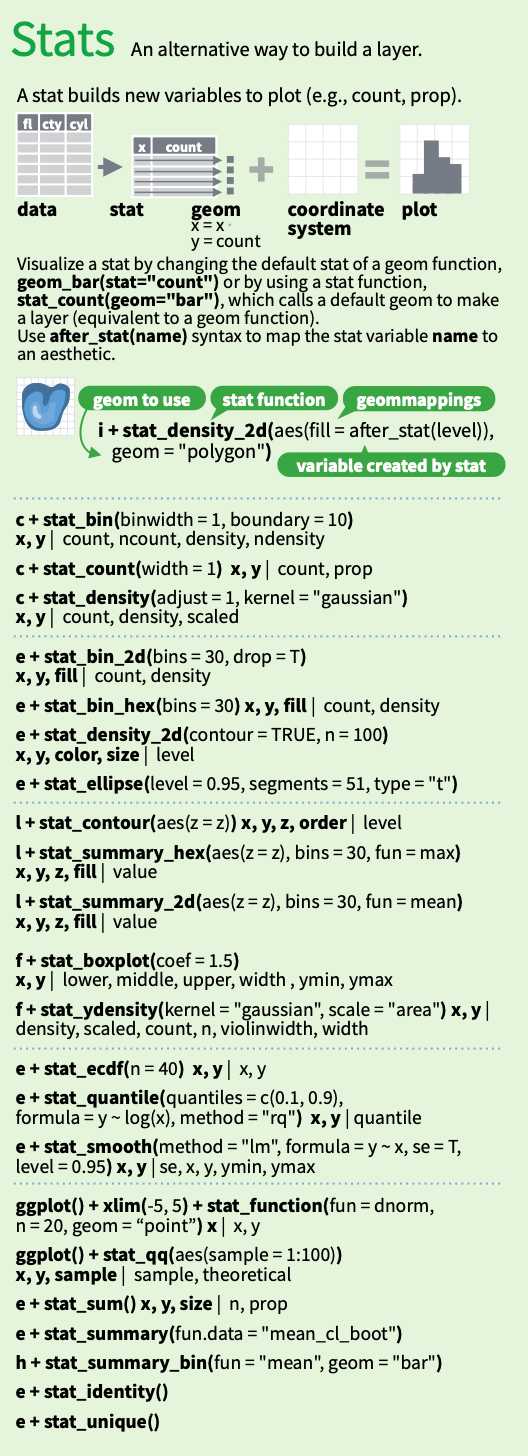 Stats An alternative way to build a layer.
A stat builds new variables to plot (e.g., count, prop).
fl cty cyl
x count
data stat geom coordinate system plot
x = x ·
y = count
Visualize a stat by changing the default stat of a geom function,
geom_bar(stat="count") or by using a stat function,
stat_count(geom="bar"), which calls a default geom to make
a layer (equivalent to a geom function).
Use after_stat(name) syntax to map the stat variable name to
an aesthetic.
geom to use stat function geommappings
i + stat_density_2d(aes(fill = after_stat(level)),
geom = "polygon")
variable created by stat
c + stat_bin(binwidth = 1, boundary = 10)
x, y | count, ncount, density, ndensity
c + stat_count(width = 1) x, y | count, prop
c + stat_density(adjust = 1, kernel = "gaussian")
x, y | count, density, scaled
e + stat_bin_2d(bins = 30, drop = T)
x, y, fill | count, density
e + stat_bin_hex(bins = 30) x, y, fill | count, density
e + stat_density_2d(contour = TRUE, n = 100)
x, y, color, size | level
e + stat_ellipse(level = 0.95, segments = 51, type = "t")
l + stat_contour(aes(z = z)) x, y, z, order | level
l + stat_summary_hex(aes(z = z), bins = 30, fun = max)
x, y, z, fill | value
l + stat_summary_2d(aes(z = z), bins = 30, fun = mean)
x, y, z, fill | value
f + stat_boxplot(coef = 1.5)
x, y | lower, middle, upper, width , ymin, ymax
f + stat_ydensity(kernel = "gaussian", scale = "area") x, y |
density, scaled, count, n, violinwidth, width
e + stat_ecdf(n = 40) x, y | x, y
e + stat_quantile(quantiles = c(0.1, 0.9),
formula = y ~ log(x), method = "rq") x, y | quantile
e + stat_smooth(method = "lm", formula = y ~ x, se = T,
level = 0.95) x, y | se, x, y, ymin, ymax
ggplot() + xlim(-5, 5) + stat_function(fun = dnorm,
n = 20, geom = “point”) x | x, y
ggplot() + stat_qq(aes(sample = 1:100))
x, y, sample | sample, theoretical
e + stat_sum() x, y, size | n, prop
e + stat_summary(fun.data = "mean_cl_boot")
h + stat_summary_bin(fun = "mean", geom = "bar")
e + stat_identity()
e + stat_unique()